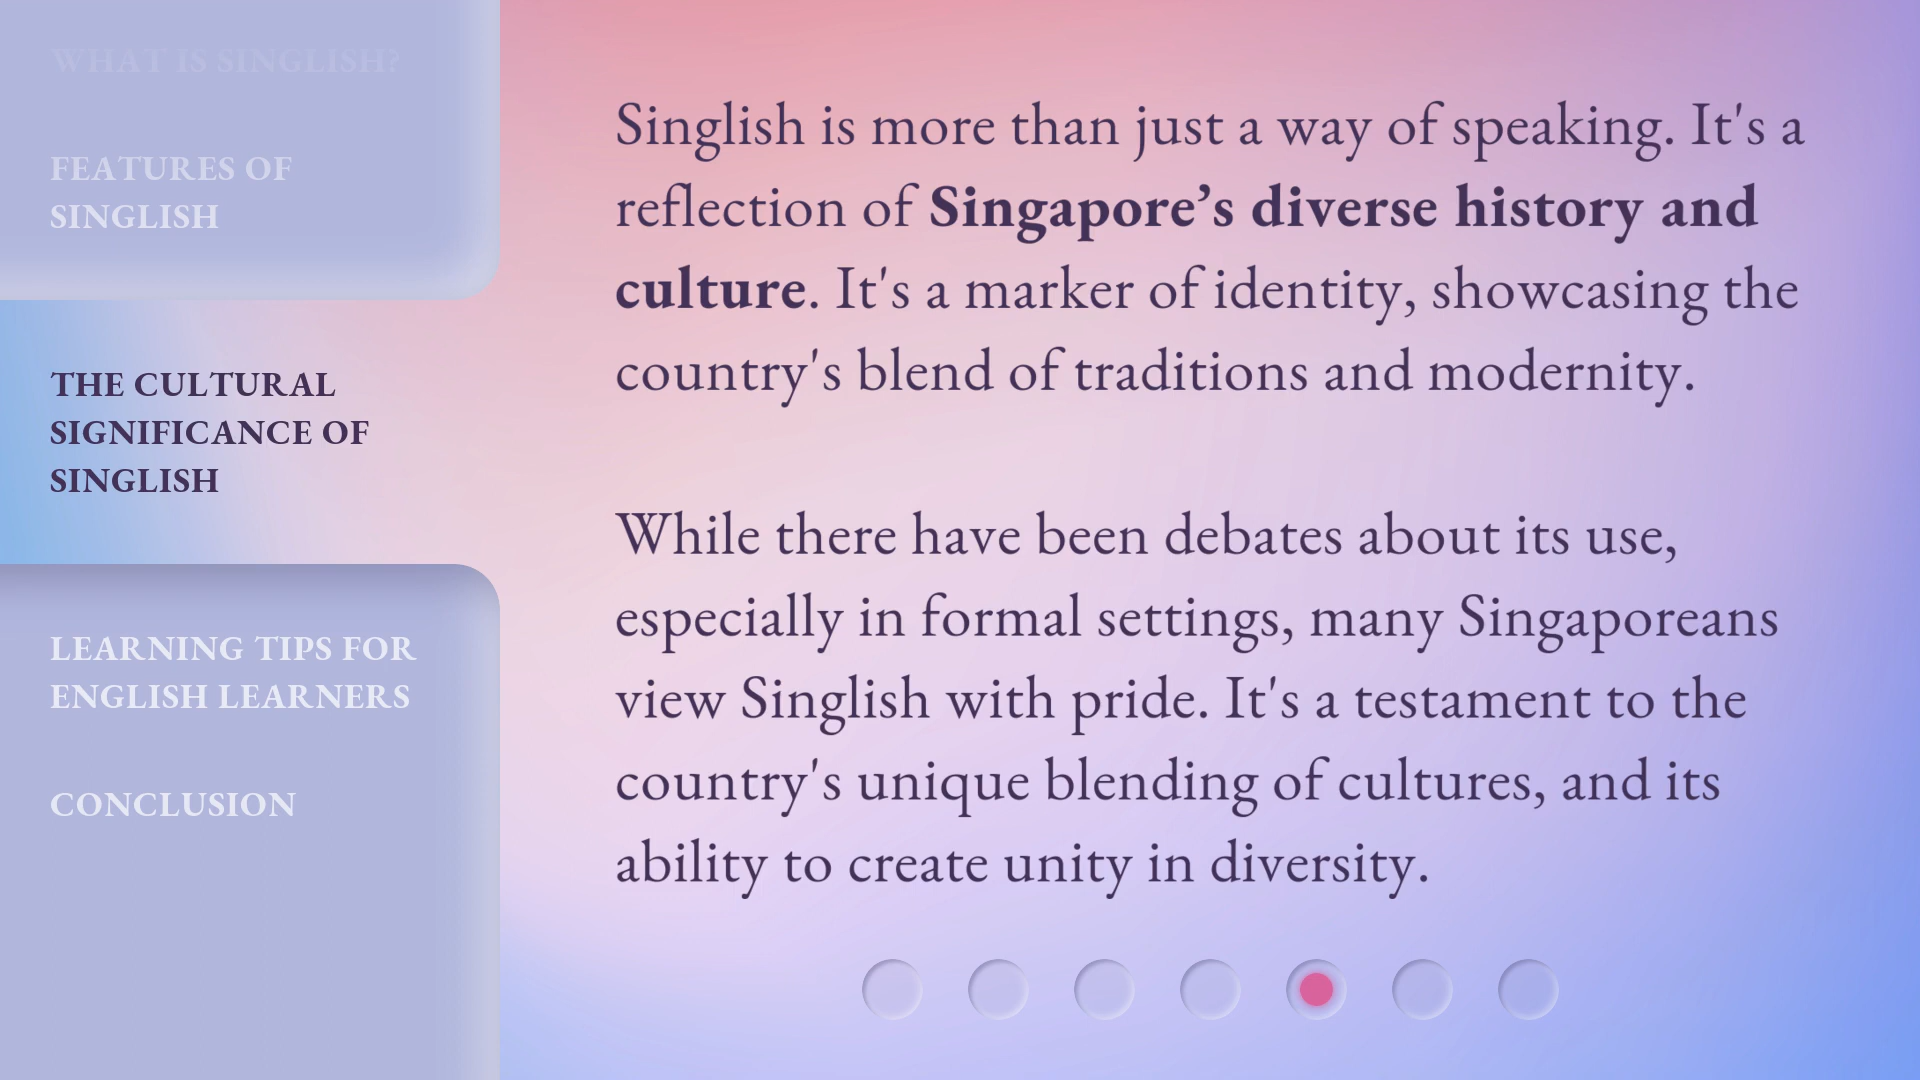 WHAT IS SINGLISH?
FEATURES OF
SINGLISH
THE CULTURAL
SIGNIFICANCE OF
SINGLISH
LEARNING TIPS FOR
ENGLISH LEARNERS
CONCLUSION
Singlish is more than just a way of speaking. It's a
reflection of Singapore’s diverse history and
culture. It's a marker of identity, showcasing the
country's blend of traditions and modernity.
While there have been debates about its use,
especially in formal settings, many Singaporeans
view Singlish with pride. It's a testament to the
country's unique blending of cultures, and its
ability to create unity in diversity.